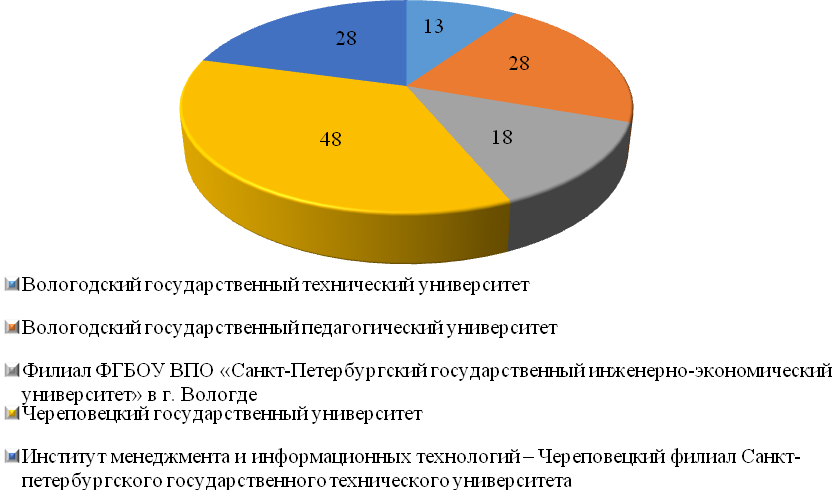 28
13
28
48
18
Вологодский государственный технический университет
Вологодский государственный педагогический университет
Филиал ФГБОУ ВПО «Санкт-Петербургский государственный инженерно-экономический
университет» в г. Вологде
Череповецкий государственный университет
Институт менеджмента и информационных технологий – Череповецкий филиал Санкт-
петербургского государственного технического университета